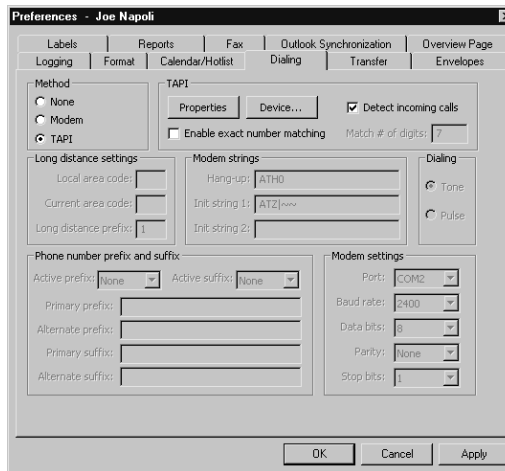 Preferences - Joe Napoli
Labels Reports Fax Outlook Synchronization Overview Page
Logging Format Calendar/Hotlist Dialing Transfer Envelopes
Method
None
Modem
TAPI
TAPI
Properties Device... Detect incoming calls
Enable exact number matching Match # of digits: 7
Long distance settings
Local area code:
Current area code:
Long distance prefix: 1
Modem strings
Hang-up: ATH0
Init string 1: ATZ|~~
Init string 2:
Dialing
Tone
Pulse
Phone number prefix and suffix
Active prefix: None Active suffix: None
Primary prefix:
Alternate prefix:
Primary suffix:
Alternate suffix:
Modem settings
Port: COM2
Baud rate: 2400
Data bits: 8
Parity: None
Stop bits: 1
OK Cancel Apply